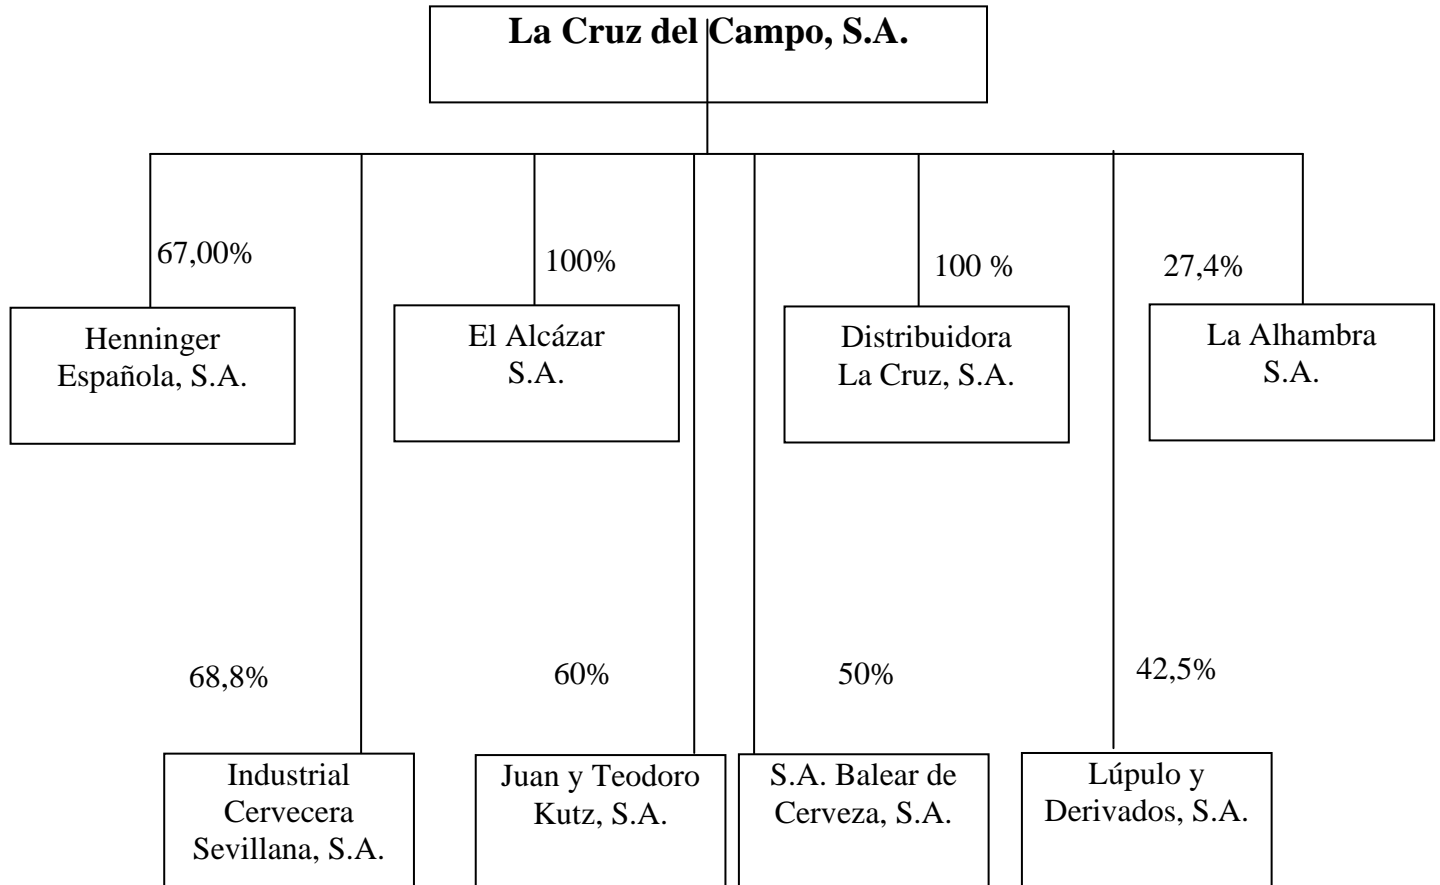 La Cruz del Campo, S.A.
67,00%
100%
100 %
27,4%
Henninger
Española, S.A.
El Alcázar
S.A.
Distribuidora
La Cruz, S.A.
La Alhambra
S.A.
68,8%
60%
50%
42,5%
Industrial
Cervecera
Sevillana, S.A.
Juan y Teodoro
Kutz, S.A.
S.A. Balear de
Cerveza, S.A.
Lúpulo y
Derivados, S.A.